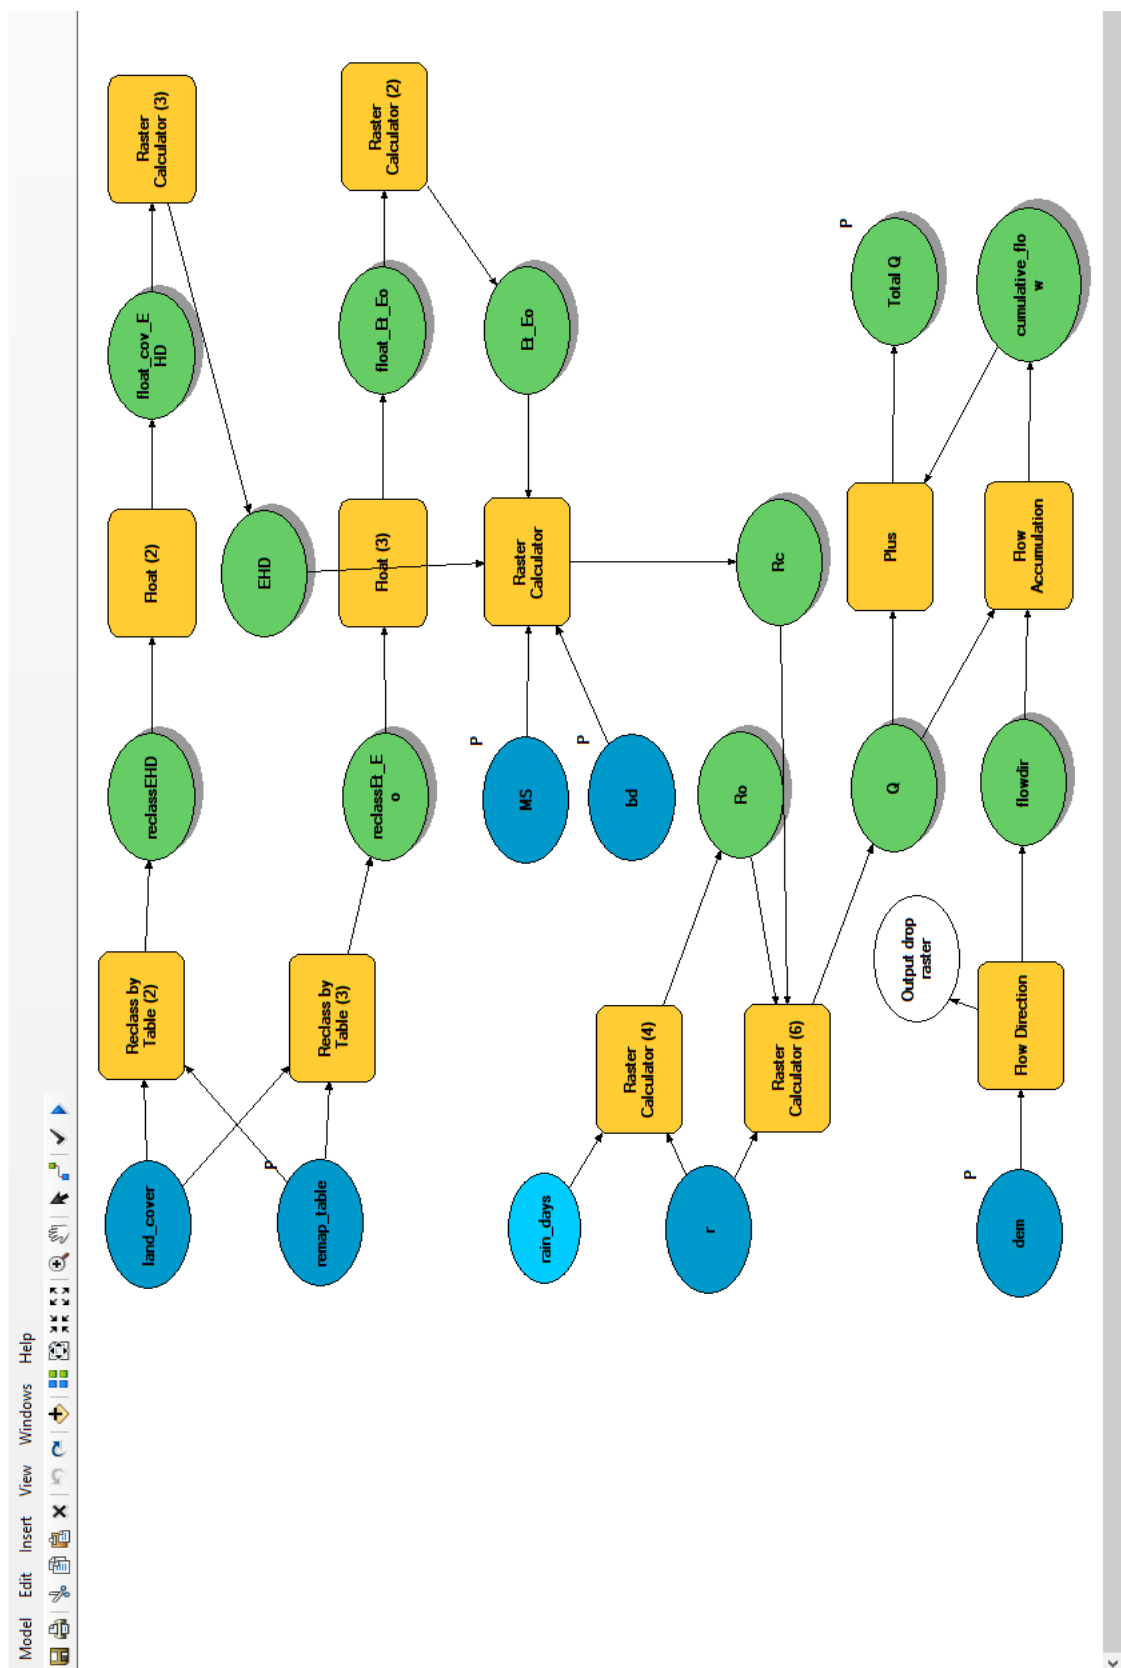 Model Edit Insert View Windows Help
land_cover
Reclass by
Table (2)
reclassEHD
Float (2)
float_cov_E
HD
Raster
Calculator (3)
EHD
remap_table
P
Reclass by
Table (3)
reclassEt_E
o
Float (3)
float_Et_Eo
Raster
Calculator (2)
Et_Eo
MS
P
bd
P
Raster
Calculator
rain_days
Raster
Calculator (4)
Ro
Rc
r
Raster
Calculator (6)
Q
Plus
Total Q
P
Output drop
raster
dem
P
Flow Direction
flowdir
Flow
Accumulation
cumulative_flo
w